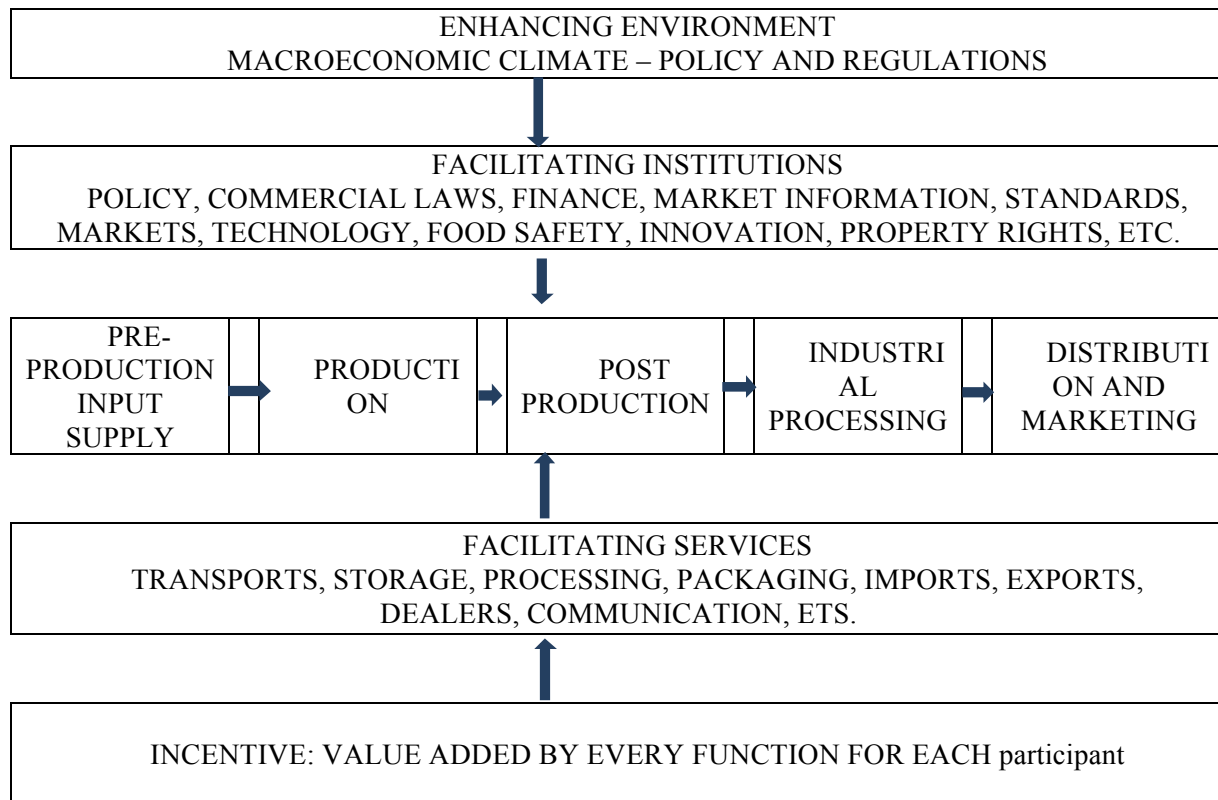 ENHANCING ENVIRONMENT
MACROECONOMIC CLIMATE – POLICY AND REGULATIONS
FACILITATING INSTITUTIONS
POLICY, COMMERCIAL LAWS, FINANCE, MARKET INFORMATION, STANDARDS,
MARKETS, TECHNOLOGY, FOOD SAFETY, INNOVATION, PROPERTY RIGHTS, ETC.
PRE-
PRODUCTION
INPUT
SUPPLY
PRODUCTI
ON
POST
PRODUCTION
INDUSTRI
AL
PROCESSING
DISTRIBUTI
ON AND
MARKETING
FACILITATING SERVICES
TRANSPORTS, STORAGE, PROCESSING, PACKAGING, IMPORTS, EXPORTS,
DEALERS, COMMUNICATION, ETS.
INCENTIVE: VALUE ADDED BY EVERY FUNCTION FOR EACH participant